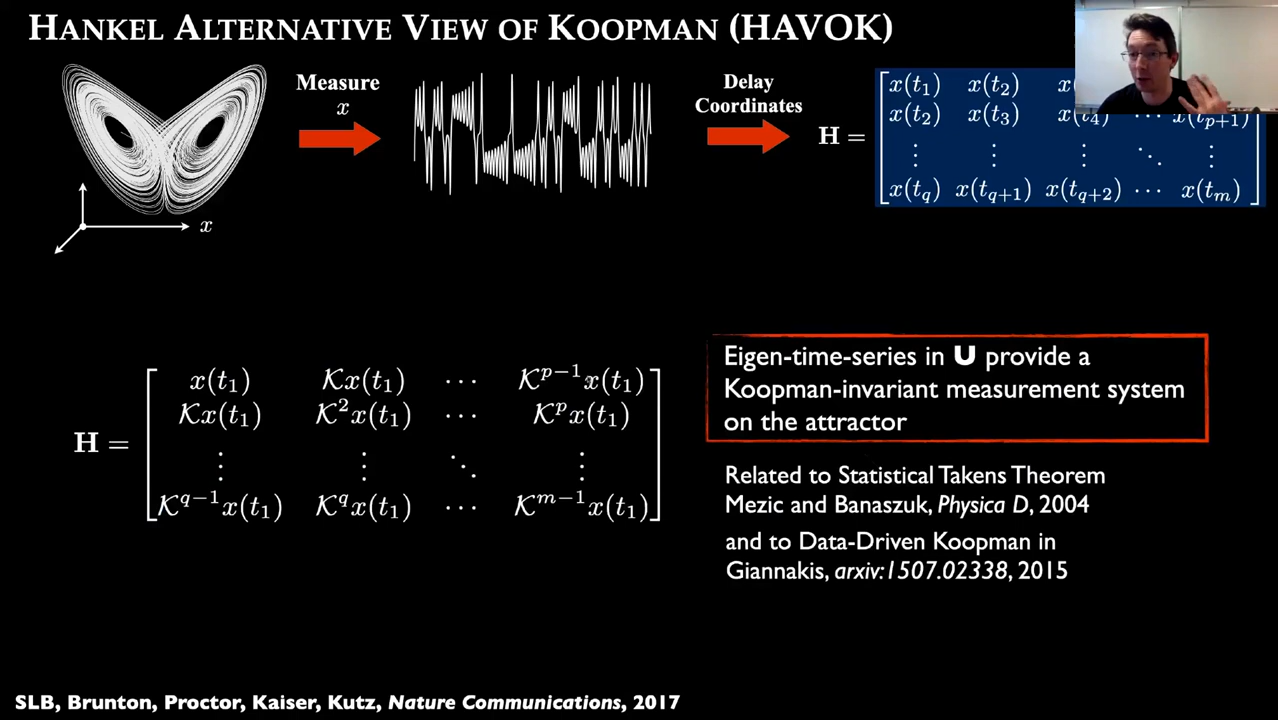 HANKEL ALTERNATIVE VIEW OF KOOPMAN (HAVOK)
Measure
x
Delay
Coordinates
x
H =
x(t₁) x(t₂)
x(t₂) x(t₃) x(t₄) ⋯ x(tₚ₊₁)
⋮ ⋮ ⋮ ⋱ ⋮
x(t_q) x(t_{q+1}) x(t_{q+2}) ⋯ x(t_m)
H =
x(t₁) 𝒦x(t₁) ⋯ 𝒦^{p−1}x(t₁)
𝒦x(t₁) 𝒦²x(t₁) ⋯ 𝒦^p x(t₁)
⋮ ⋮ ⋱ ⋮
𝒦^{q−1}x(t₁) 𝒦^q x(t₁) ⋯ 𝒦^{m−1}x(t₁)
Eigen-time-series in U provide a
Koopman-invariant measurement system
on the attractor
Related to Statistical Takens Theorem
Mezic and Banaszuk, Physica D, 2004
and to Data-Driven Koopman in
Giannakis, arxiv:1507.02338, 2015
SLB, Brunton, Proctor, Kaiser, Kutz, Nature Communications, 2017